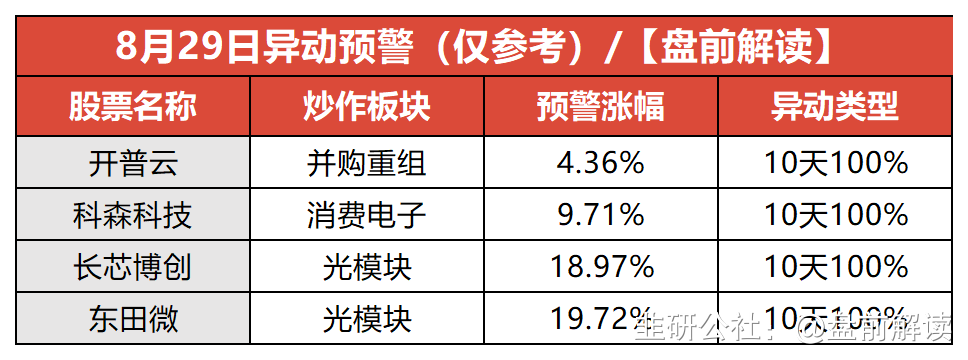 8月29日异动预警（仅参考）/【盘前解读】
股票名称 炒作板块 预警涨幅 异动类型
开普云 并购重组 4.36% 10天100%
科森科技 消费电子 9.71% 10天100%
长芯博创 光模块 18.97% 10天100%
东田微 光模块 19.72% 10天100%
韭研公社：@盘前解读